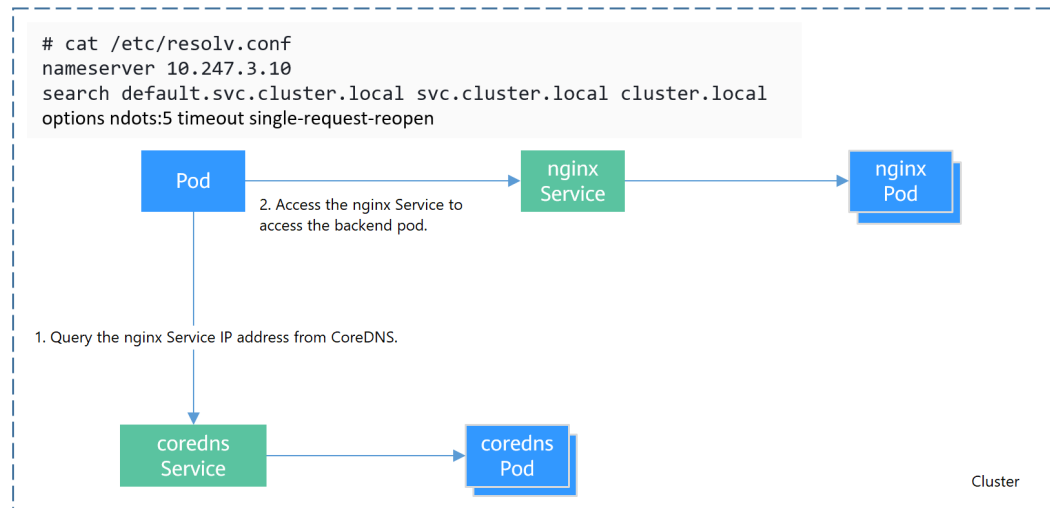 # cat /etc/resolv.conf
nameserver 10.247.3.10
search default.svc.cluster.local svc.cluster.local cluster.local
options ndots:5 timeout single-request-reopen
Pod
nginx
Service
nginx
Pod
2. Access the nginx Service to
access the backend pod.
1. Query the nginx Service IP address from CoreDNS.
coredns
Service
coredns
Pod
Cluster